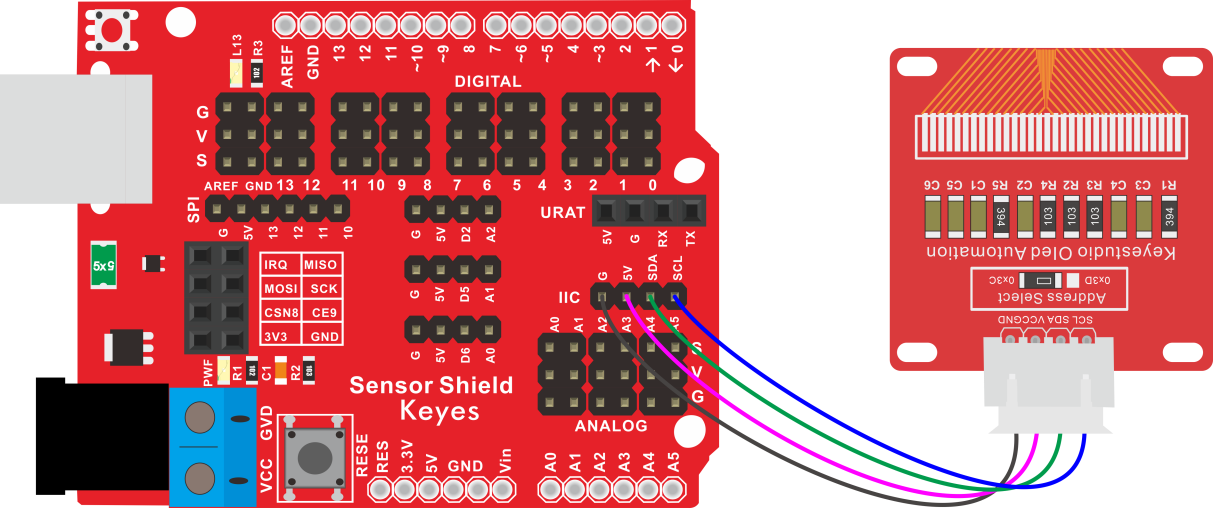 L13
R3
AREF
GND
13
12
11
~10
~9
8
7
~6
~5
4
~3
2
→1
←0
DIGITAL
G
V
S
AREF GND 13 12 11 10 9 8 7 6 5 4 3 2 1 0
102
SPI
G
5V
13
12
11
10
G
5V
D2
A2
URAT
5V
G
RX
TX
5x5
IRQ MISO
MOSI SCK
CSN8 CE9
3V3 GND
G
5V
D5
A1
IIC
G
5V
SDA
SCL
G
5V
D6
A0
A0
A1
A2
A3
A4
A5
S
V
G
ANALOG
PWF
R1
102
C1
R2
103
Sensor Shield
Keyes
GVD
VCC
RESE
RES
3.3V
5V
GND
Vin
A0
A1
A2
A3
A4
A5
C6 C5 C1 R5 C2 R4 R2 R3 C4 C3 R1
394 103 103 103 394
Keyestudio Oled Automation
0x3C
0x3D
Address Select
SCL SDA VCC GND